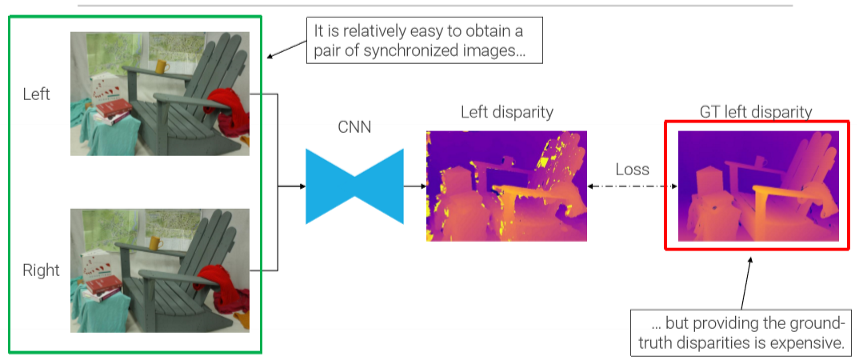 It is relatively easy to obtain a
pair of synchronized images...
Left
CNN
Left disparity
GT left disparity
Loss
Right
... but providing the ground-
truth disparities is expensive.